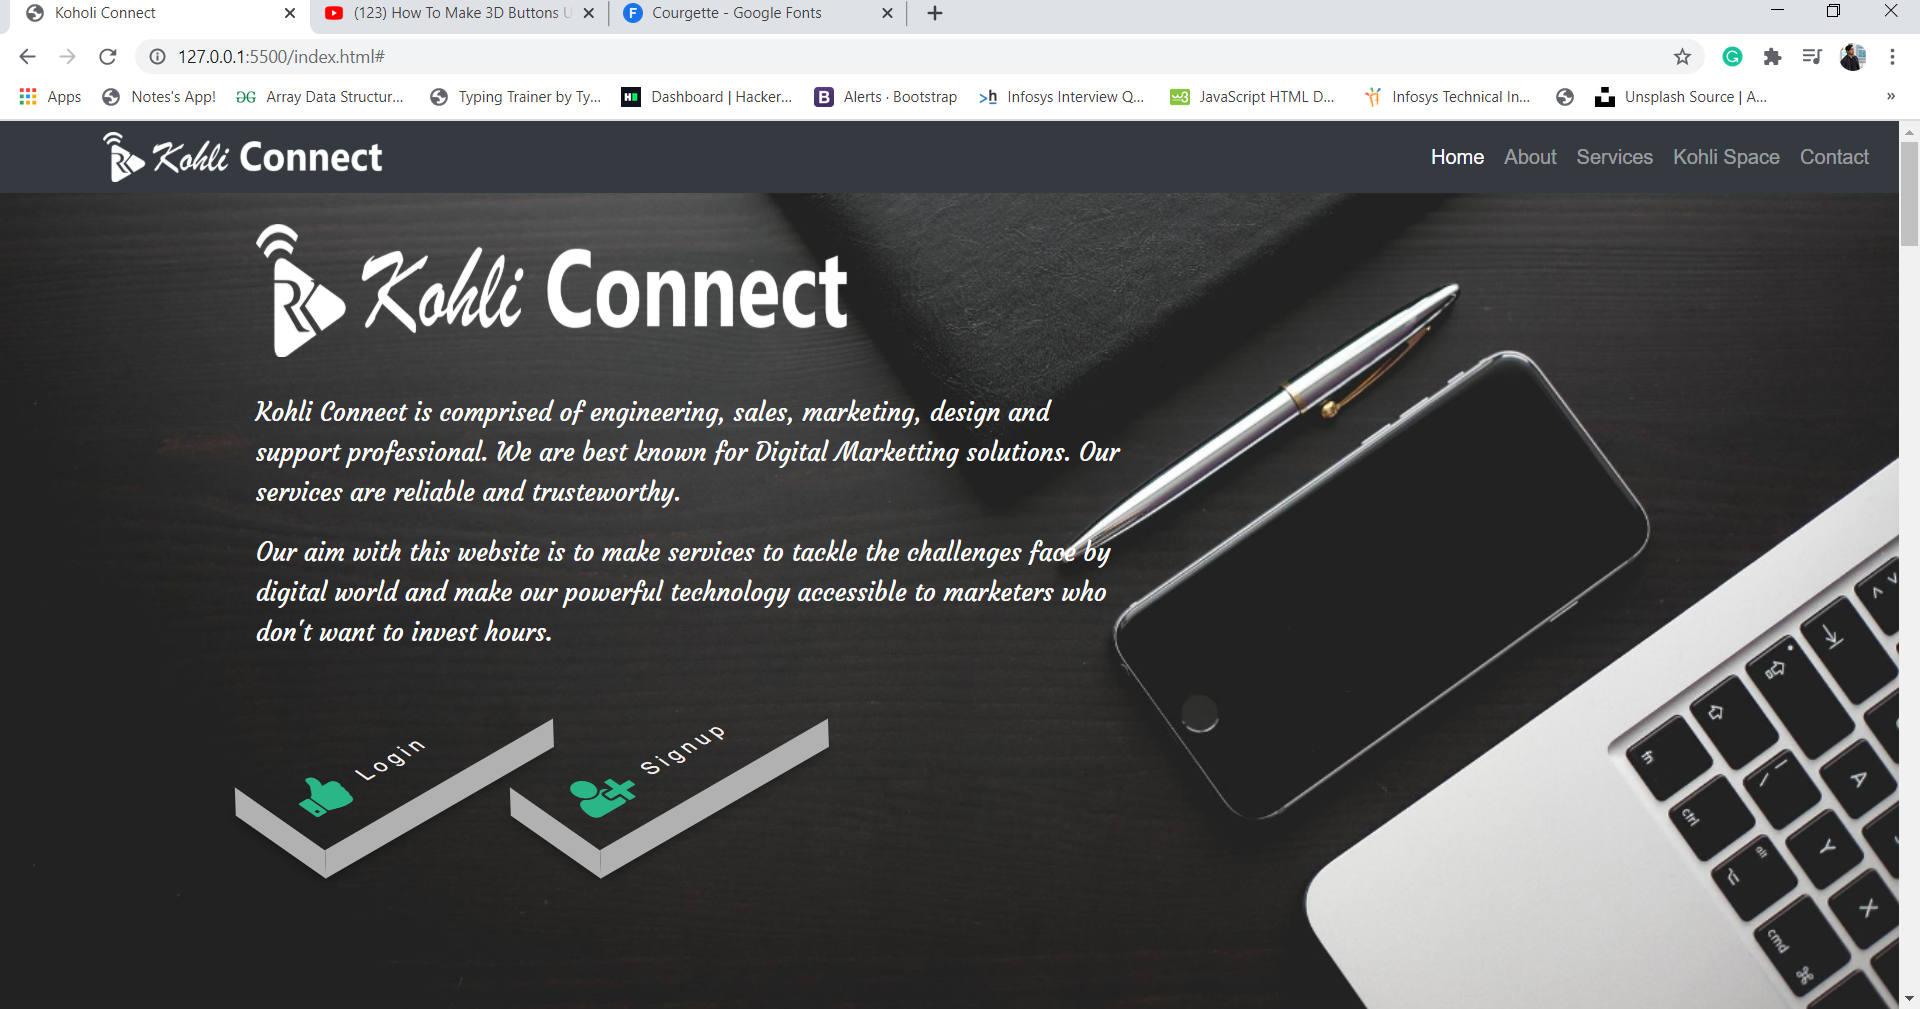 Koholi Connect
(123) How To Make 3D Buttons U
Courgette - Google Fonts
127.0.0.1:5500/index.html#
Apps
Notes's App!
Array Data Structur...
Typing Trainer by Ty...
Dashboard | Hacker...
Alerts · Bootstrap
Infosys Interview Q...
JavaScript HTML D...
Infosys Technical In...
Unsplash Source | A...
»
Kohli Connect
Home
About
Services
Kohli Space
Contact
Kohli Connect
Kohli Connect is comprised of engineering, sales, marketing, design and
support professional. We are best known for Digital Marketting solutions. Our
services are reliable and trusteworthy.
Our aim with this website is to make services to tackle the challenges face by
digital world and make our powerful technology accessible to marketers who
don't want to invest hours.
Login
Signup
fn
ctrl
alt
cmd
A
Y
X